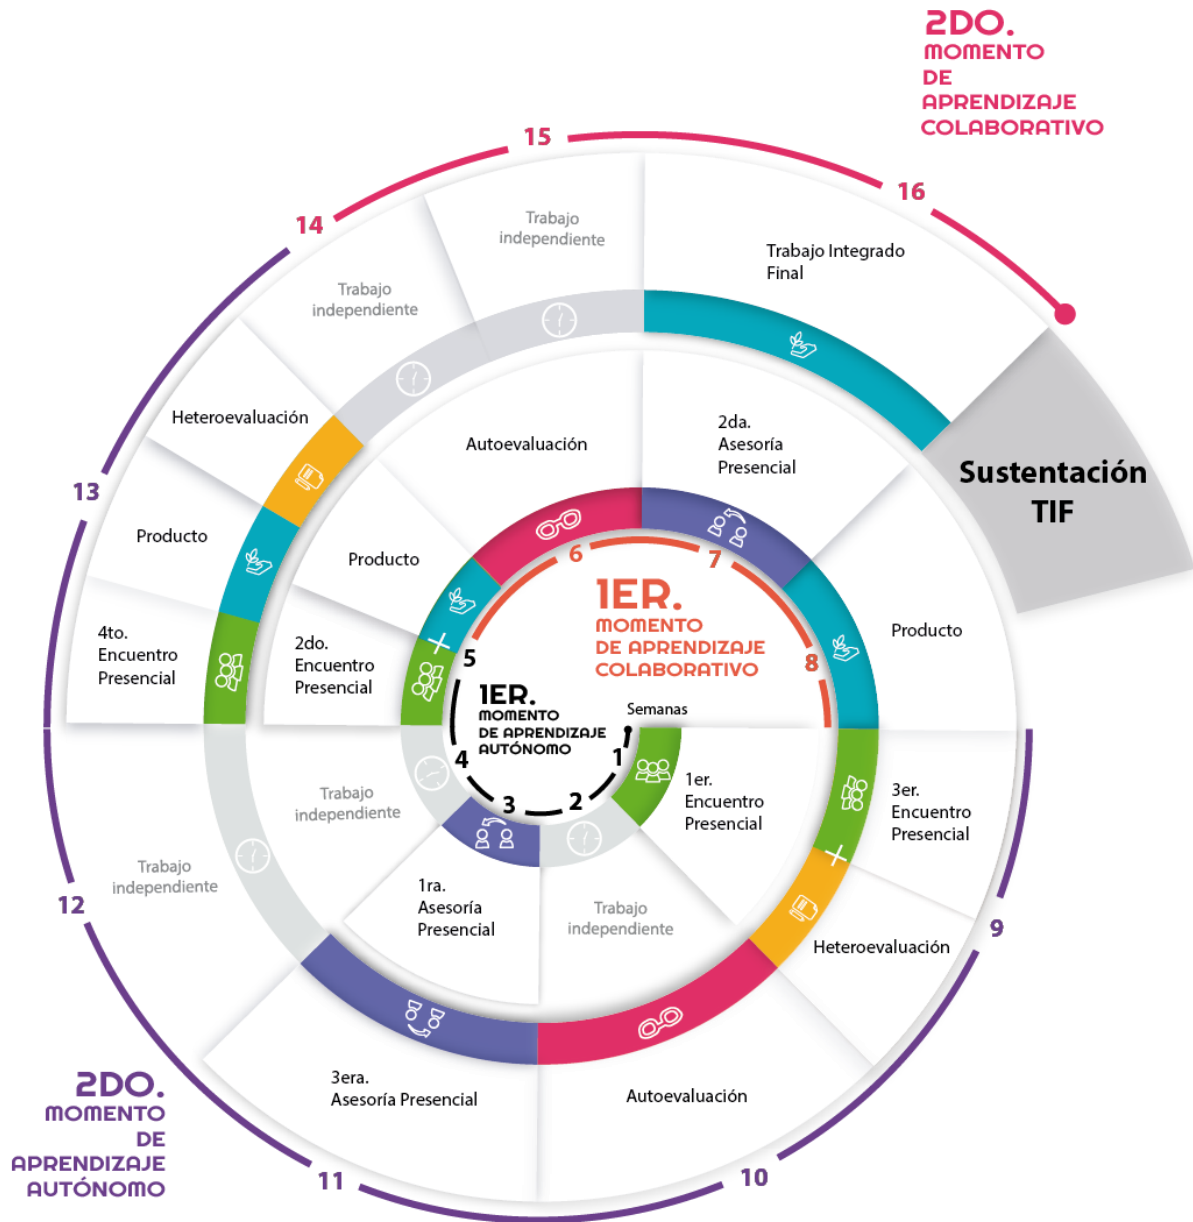 2DO.
MOMENTO
DE
APRENDIZAJE
COLABORATIVO
15
16
14
Trabajo
independiente
Trabajo Integrado
Final
Trabajo
independiente
Heteroevaluación
Autoevaluación
2da.
Asesoría
Presencial
Sustentación
TIF
13
Producto
Producto
6
7
1ER.
MOMENTO
DE APRENDIZAJE
COLABORATIVO
Producto
4to.
Encuentro
Presencial
2do.
Encuentro
Presencial
5
8
1ER.
MOMENTO
DE APRENDIZAJE
AUTÓNOMO
Semanas
4
3
2
1
1er.
Encuentro
Presencial
3er.
Encuentro
Presencial
Trabajo
independiente
Trabajo
independiente
12
1ra.
Asesoría
Presencial
Trabajo
independiente
9
Heteroevaluación
2DO.
MOMENTO
DE
APRENDIZAJE
AUTÓNOMO
3era.
Asesoría Presencial
Autoevaluación
11
10